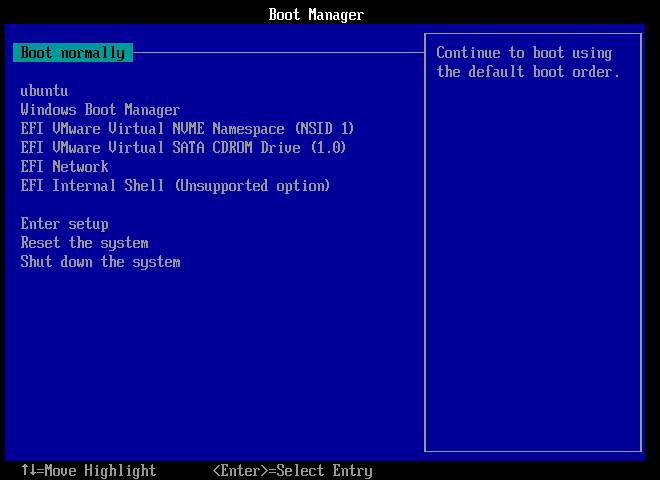 Boot Manager
Boot normally
Continue to boot using
the default boot order.
ubuntu
Windows Boot Manager
EFI VMware Virtual NVME Namespace (NSID 1)
EFI VMware Virtual SATA CDROM Drive (1.0)
EFI Network
EFI Internal Shell (Unsupported option)
Enter setup
Reset the system
Shut down the system
↑↓=Move Highlight <Enter>=Select Entry